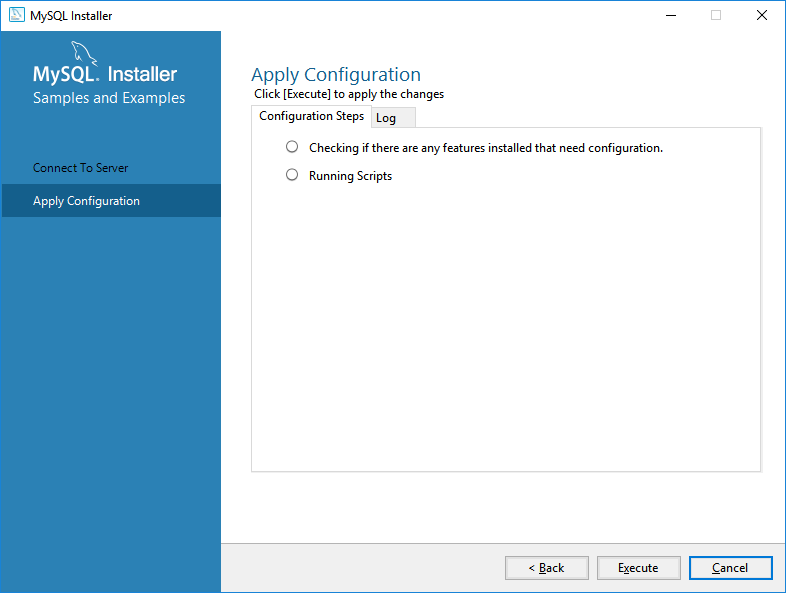 MySQL Installer
MySQL. Installer
Samples and Examples
Connect To Server
Apply Configuration
Apply Configuration
Click [Execute] to apply the changes
Configuration Steps
Log
Checking if there are any features installed that need configuration.
Running Scripts
< Back
Execute
Cancel